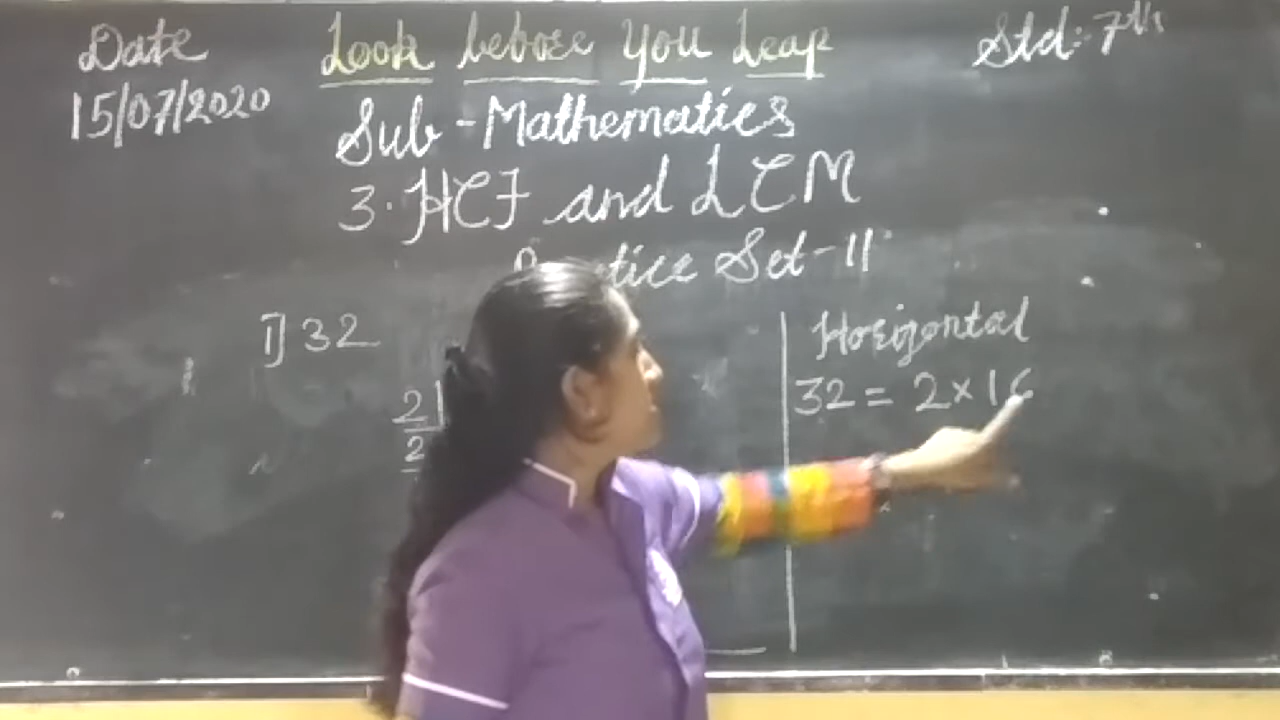 Date
15/07/2020
Look before You Leap
Std:-7th
Sub-Mathematics
3. HCF and LCM
Set-11
1] 32
2
2
Horizontal
32 = 2×16